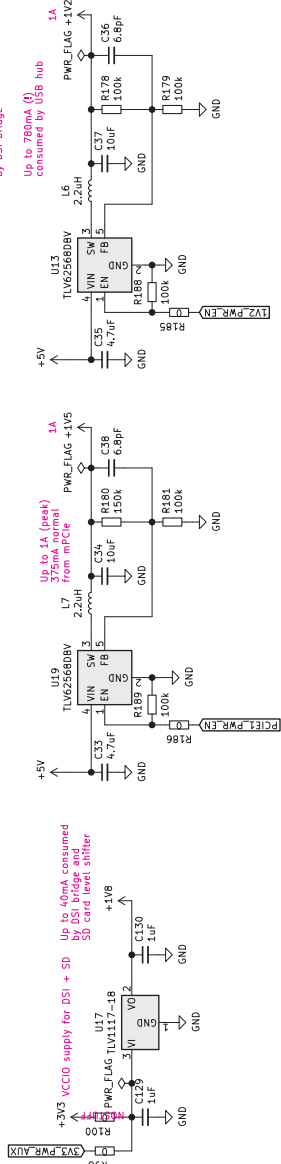 Up to 780mA (!)
consumed by USB hub
1A
PWR_FLAG +1V2
C36
6.8pF
R178
100k
R179
100k
GND
C37
10uF
GND
L6
2.2uH
U13
TLV62568DBV
3
SW
5
FB
4
VIN
1
EN
GND
2
GND
R188
100k
R185
0
1V2_PWR_EN
C35
4.7uF
+5V
GND
1A
PWR_FLAG +1V5
C38
6.8pF
Up to 1A (peak)
375mA normal
from mPCIe
R180
150k
R181
100k
GND
C34
10uF
GND
L7
2.2uH
U19
TLV62568DBV
3
SW
5
FB
4
VIN
1
EN
GND
2
GND
R189
100k
R186
0
PCIE1_PWR_EN
C33
4.7uF
+5V
GND
VCCIO supply for DSI + SD
Up to 40mA consumed
by DSI bridge and
SD card level shifter
+1V8
C130
1uF
GND
U17
TLV1117-18
VO
2
VI
3
GND
1
GND
PWR_FLAG
C129
1uF
GND
+3V3
NOSTUFF
R100
0
3V3_PWR_AUX